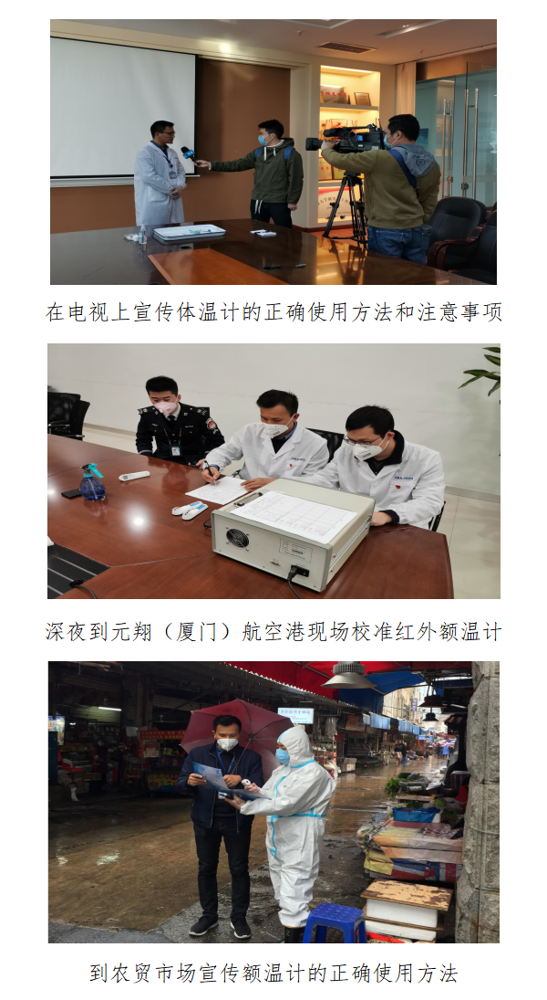 在电视上宣传体温计的正确使用方法和注意事项
深夜到元翔（厦门）航空港现场校准红外额温计
到农贸市场宣传额温计的正确使用方法